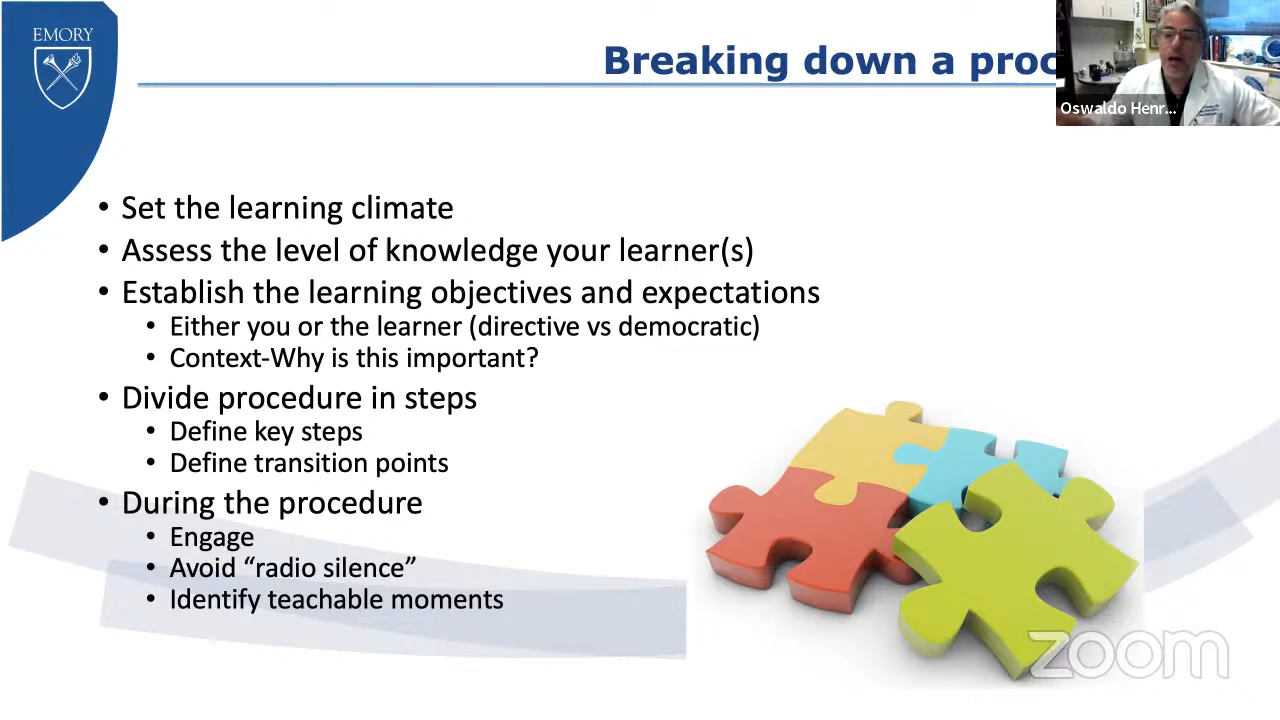 EMORY
Breaking down a proc
Oswaldo Henr...
• Set the learning climate
• Assess the level of knowledge your learner(s)
• Establish the learning objectives and expectations
• Either you or the learner (directive vs democratic)
• Context-Why is this important?
• Divide procedure in steps
• Define key steps
• Define transition points
• During the procedure
• Engage
• Avoid “radio silence”
• Identify teachable moments
zoom